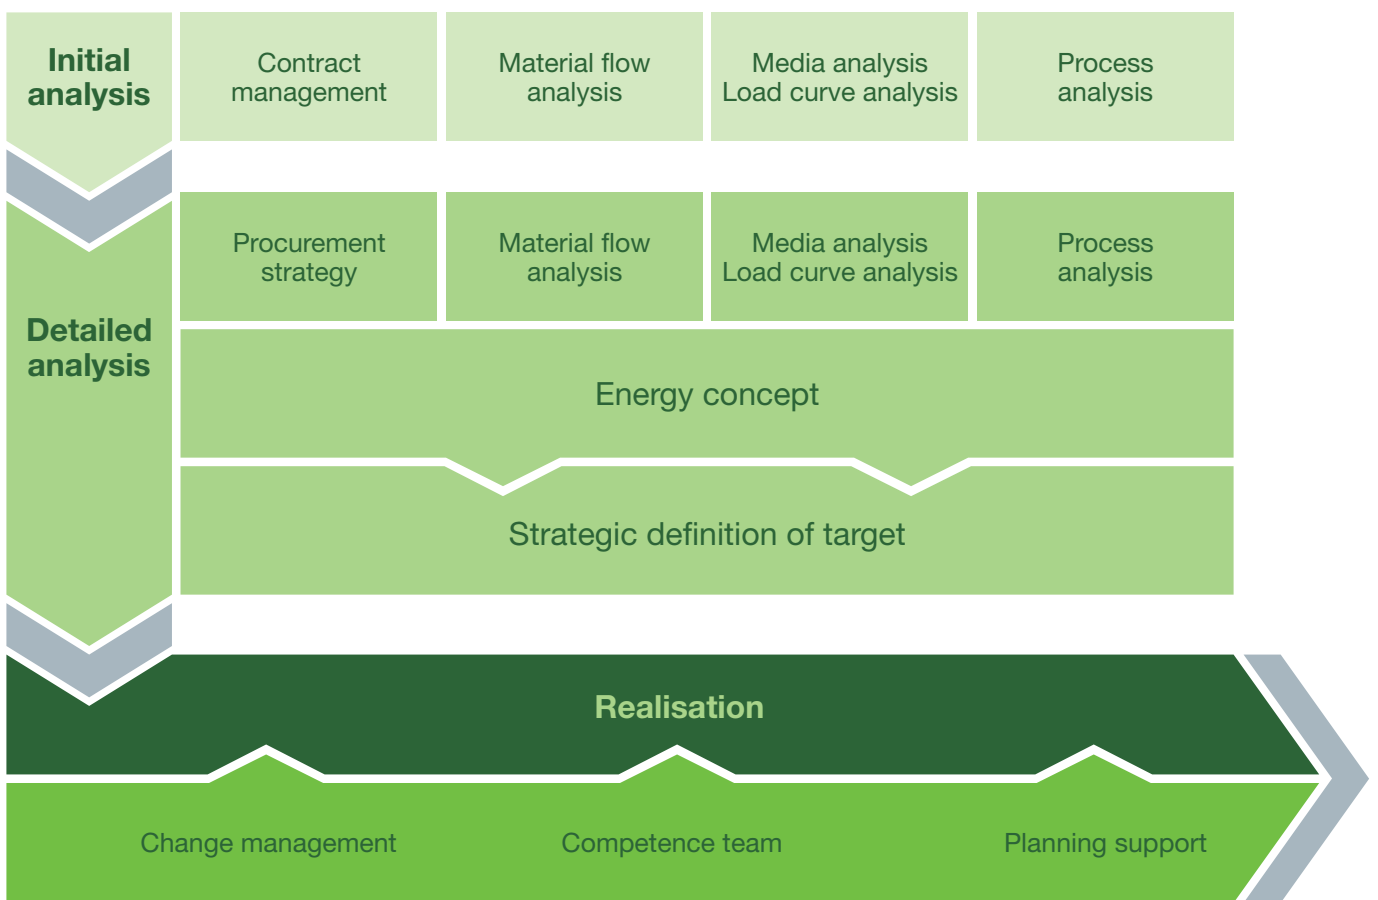 Initial
analysis
Contract
management
Material flow
analysis
Media analysis
Load curve analysis
Process
analysis
Detailed
analysis
Procurement
strategy
Material flow
analysis
Media analysis
Load curve analysis
Process
analysis
Energy concept
Strategic definition of target
Realisation
Change management
Competence team
Planning support